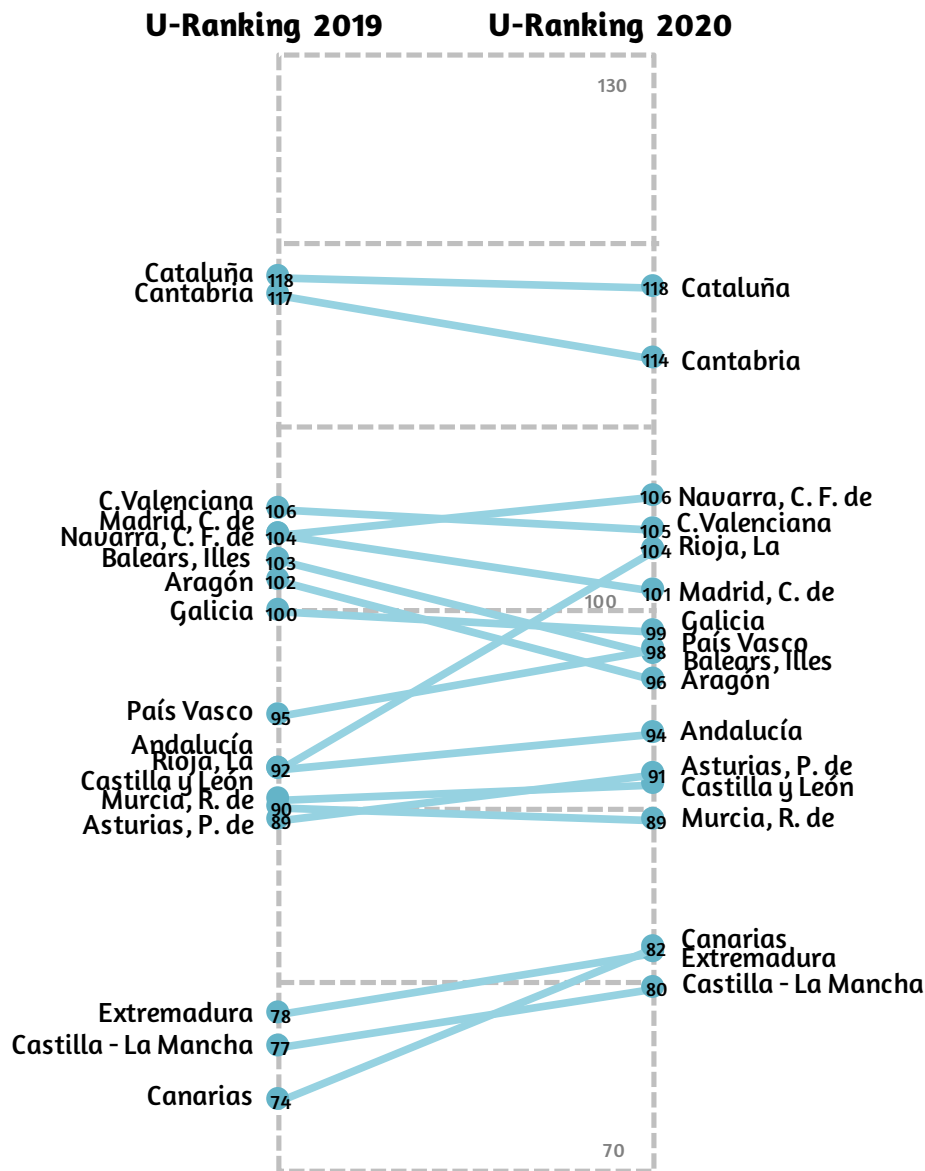 U-Ranking 2019 U-Ranking 2020
130
Cataluña 118 118 Cataluña
Cantabria 117
114 Cantabria
106 Navarra, C. F. de
C.Valenciana 106
Madrid, C. de
105 C.Valenciana
Navarra, C. F. de 104
104 Rioja, La
Balears, Illes 103
Aragón 102
101 Madrid, C. de
100
Galicia 100
99 Galicia
País Vasco
98
Balears, Illes
96 Aragón
País Vasco 95
94 Andalucía
Andalucía
Rioja, La
92
Castilla y León
91 Asturias, P. de
Castilla y León
Murcia, R. de 90
Asturias, P. de 89
89 Murcia, R. de
82 Canarias
Extremadura
80 Castilla - La Mancha
Extremadura 78
Castilla - La Mancha 77
Canarias 74
70